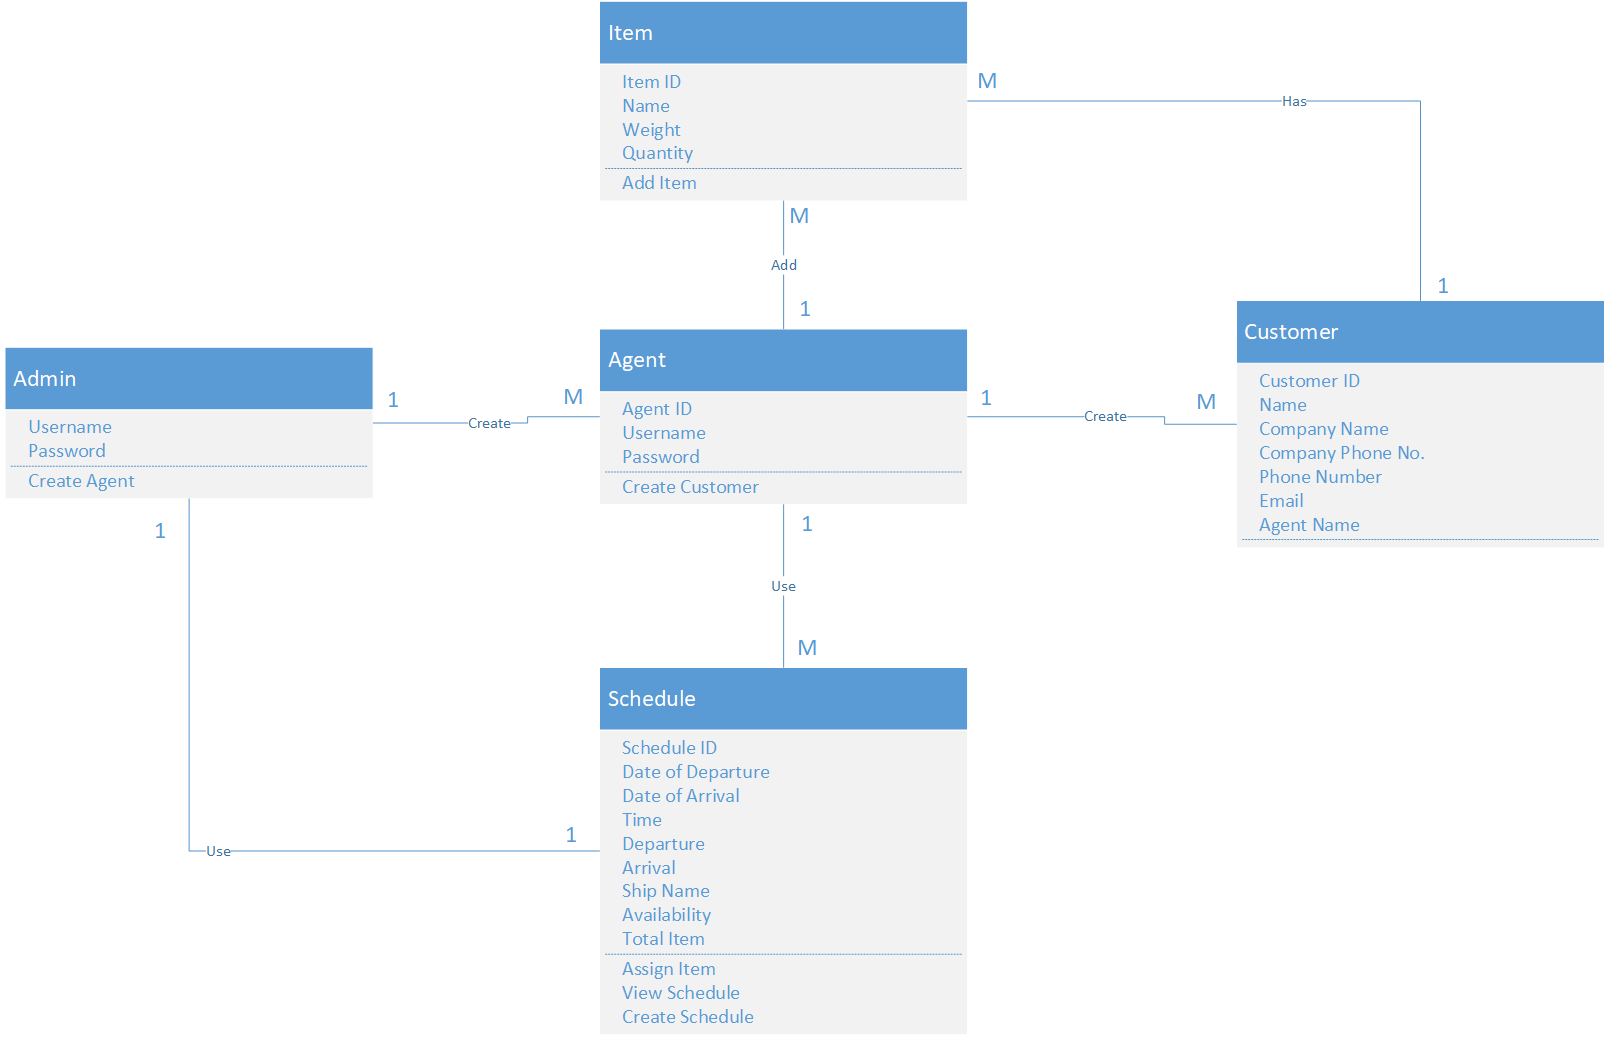 Item
Item ID
Name
Weight
Quantity
Add Item
M
Has
M
Add
1
1
Customer
Customer ID
Name
Company Name
Company Phone No.
Phone Number
Email
Agent Name
Admin
Username
Password
Create Agent
1
Create
M
Agent
Agent ID
Username
Password
Create Customer
1
Create
M
1
Use
M
1
Use
1
Schedule
Schedule ID
Date of Departure
Date of Arrival
Time
Departure
Arrival
Ship Name
Availability
Total Item
Assign Item
View Schedule
Create Schedule